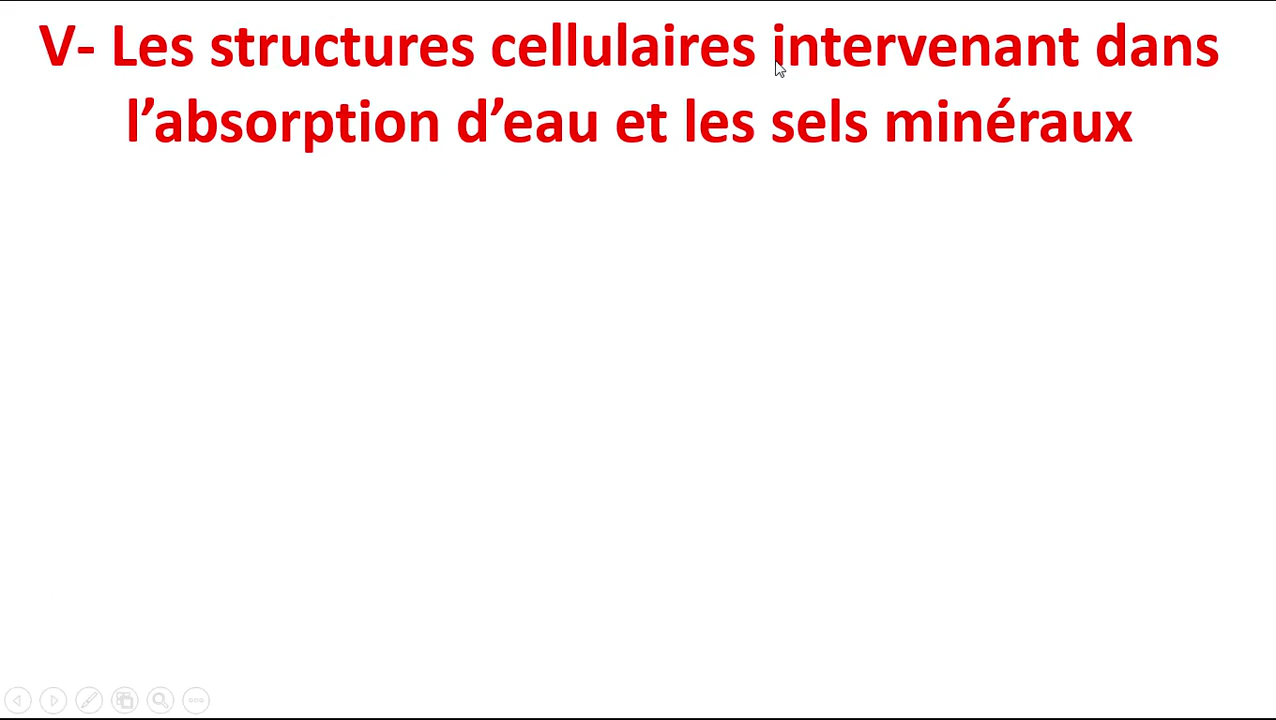 V- Les structures cellulaires intervenant dans
l’absorption d’eau et les sels minéraux